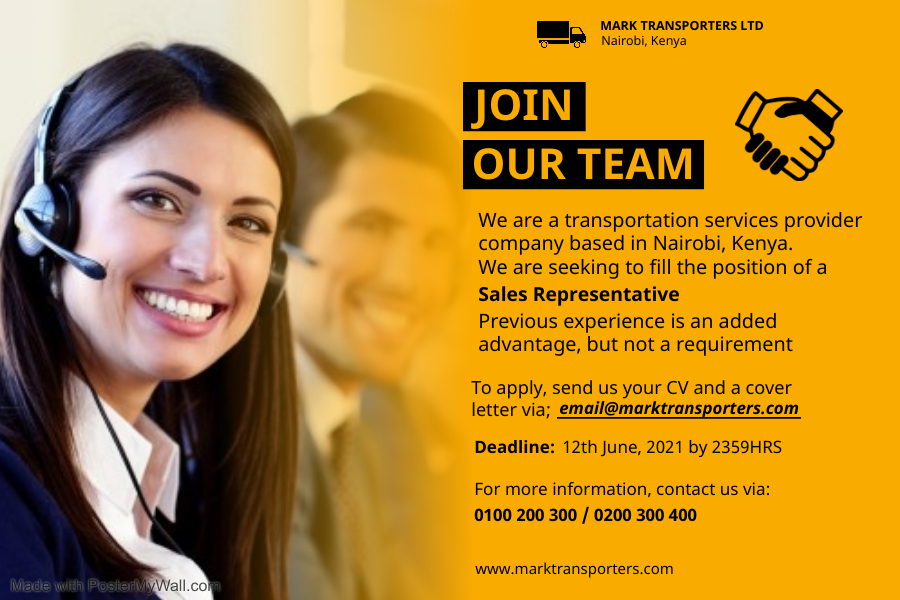 MARK TRANSPORTERS LTD
Nairobi, Kenya
JOIN
OUR TEAM
We are a transportation services provider
company based in Nairobi, Kenya.
We are seeking to fill the position of a
Sales Representative
Previous experience is an added
advantage, but not a requirement
To apply, send us your CV and a cover
letter via; email@marktransporters.com
Deadline: 12th June, 2021 by 2359HRS
For more information, contact us via:
0100 200 300 / 0200 300 400
www.marktransporters.com
Made with PosterMyWall.com